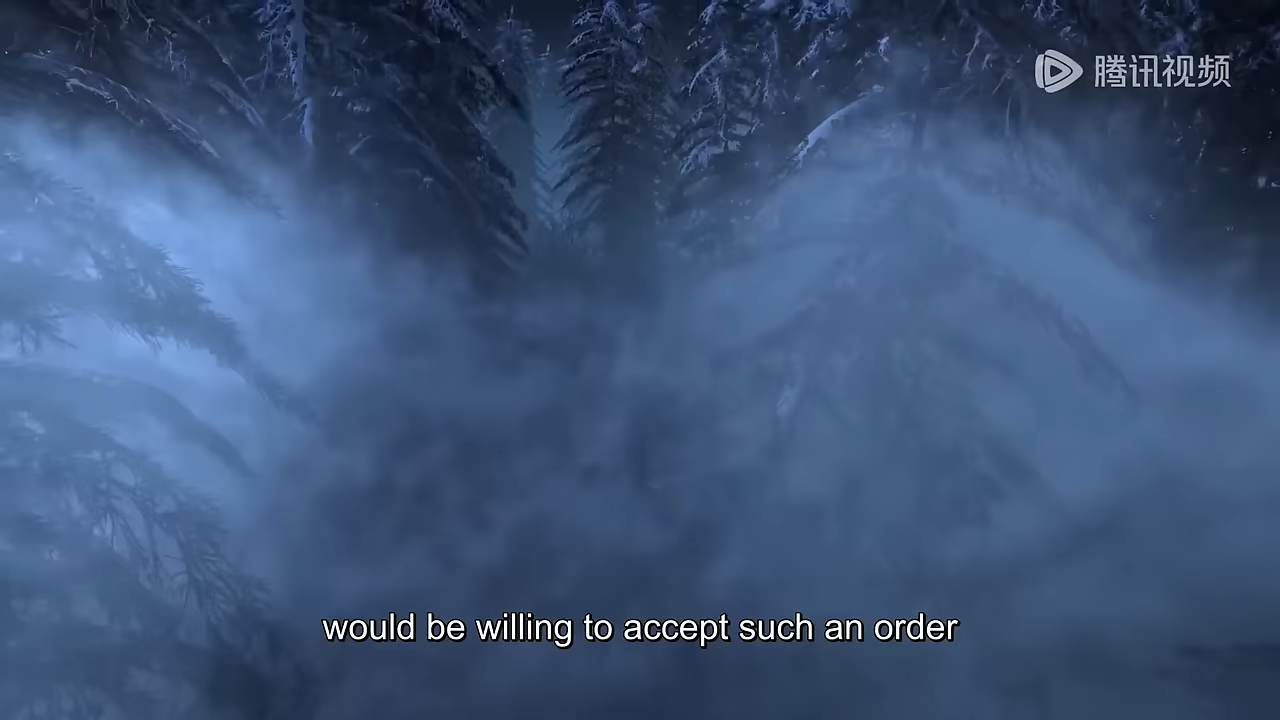 腾讯视频
would be willing to accept such an order